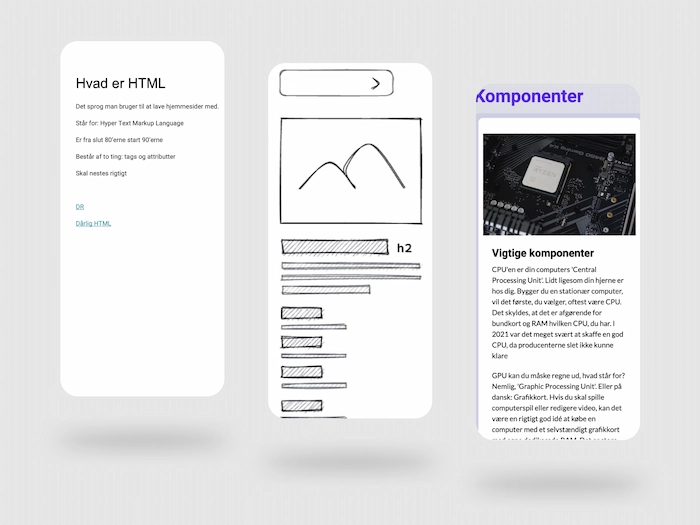 Hvad er HTML
Det sprog man bruger til at lave hjemmesider med.
Står for: Hyper Text Markup Language
Er fra slut 80'erne start 90'erne
Består af to ting: tags og attributter
Skal nestes rigtigt
DR
Dårlig HTML
h2
Komponenter
RYZEN
Vigtige komponenter
CPU'en er din computers 'Central
Processing Unit'. Lidt ligesom din hjerne er
hos dig. Bygger du en stationær computer,
vil det første, du vælger, oftest være CPU.
Det skyldes, at det er afgørende for
bundkort og RAM hvilken CPU, du har. I
2021 var det meget svært at skaffe en god
CPU, da producenterne slet ikke kunne
klare
GPU kan du måske regne ud, hvad står for?
Nemlig, 'Graphic Processing Unit'. Eller på
dansk: Grafikkort. Hvis du skal spille
computerspil eller redigere video, kan det
være en rigtigt god idé at købe en
computer med et selvstændigt grafikkort